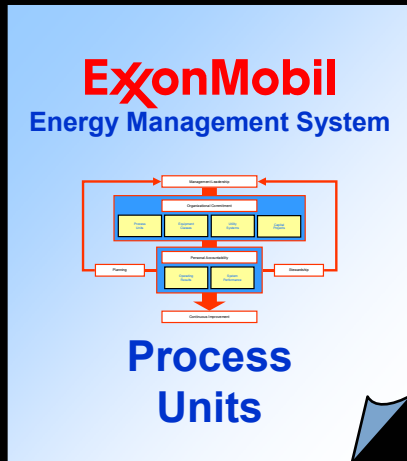 ExxonMobil
Energy Management System
Management Leadership
Organizational Commitment
Process
Units
Equipment
Classes
Utility
Systems
Capital
Projects
Personal Accountability
Planning
Operating
Results
System
Performance
Stewardship
Continuous Improvement
Process
Units